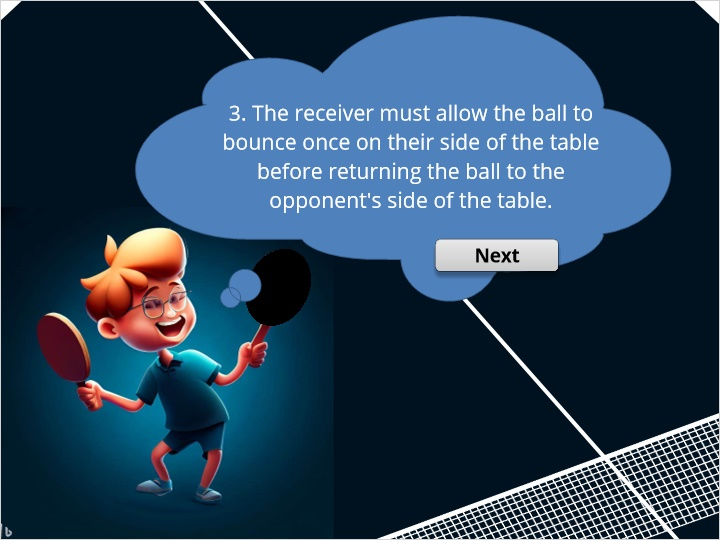 3. The receiver must allow the ball to
bounce once on their side of the table
before returning the ball to the
opponent's side of the table.
Next